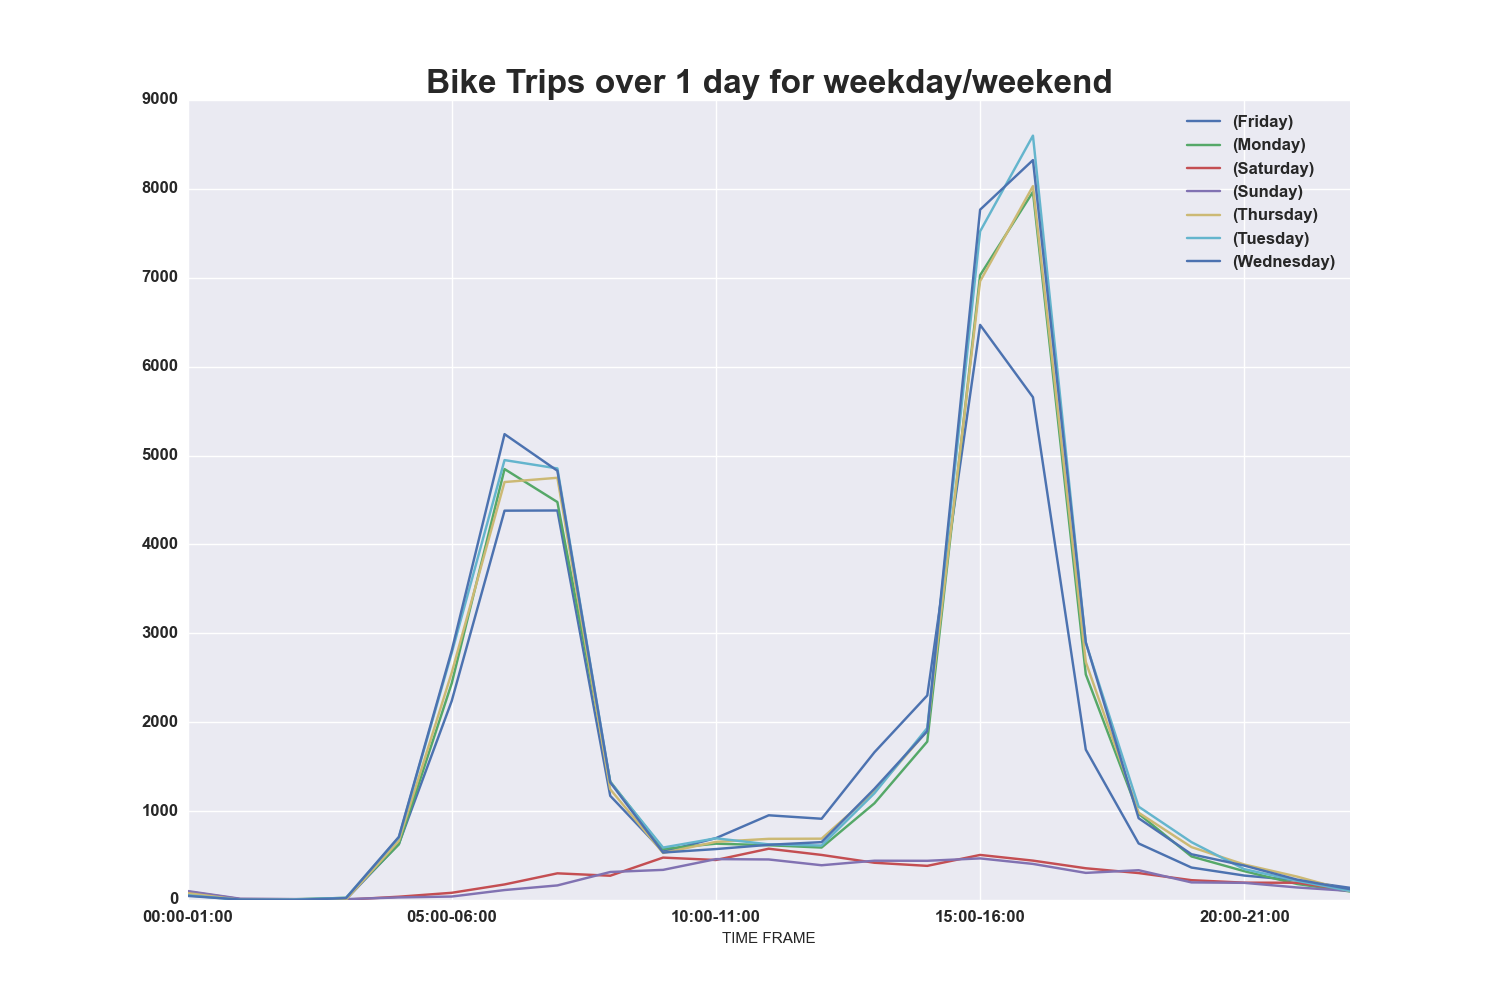 Bike Trips over 1 day for weekday/weekend
9000
8000
7000
6000
5000
4000
3000
2000
1000
0
(Friday)
(Monday)
(Saturday)
(Sunday)
(Thursday)
(Tuesday)
(Wednesday)
00:00-01:00 05:00-06:00 10:00-11:00 15:00-16:00 20:00-21:00
TIME FRAME